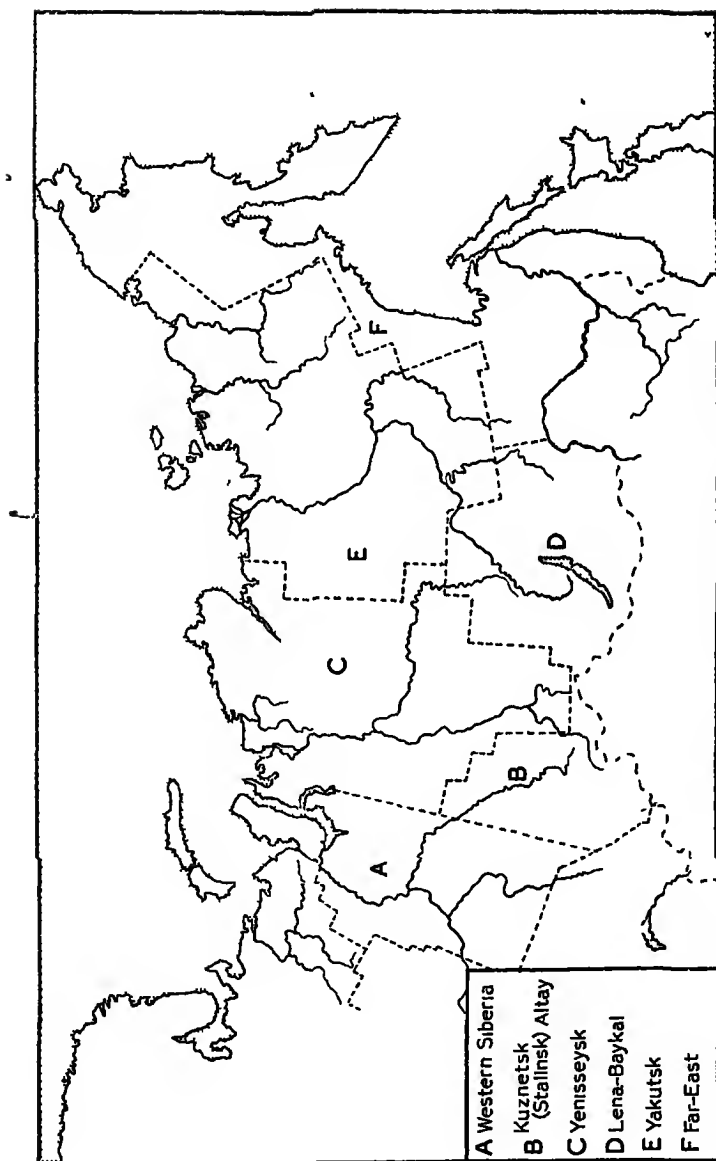 A
B
C
D
E
F
A Western Siberia
B Kuznetsk
(Stalinsk) Altay
C Yenisseysk
D Lena-Baykal
E Yakutsk
F Far-East